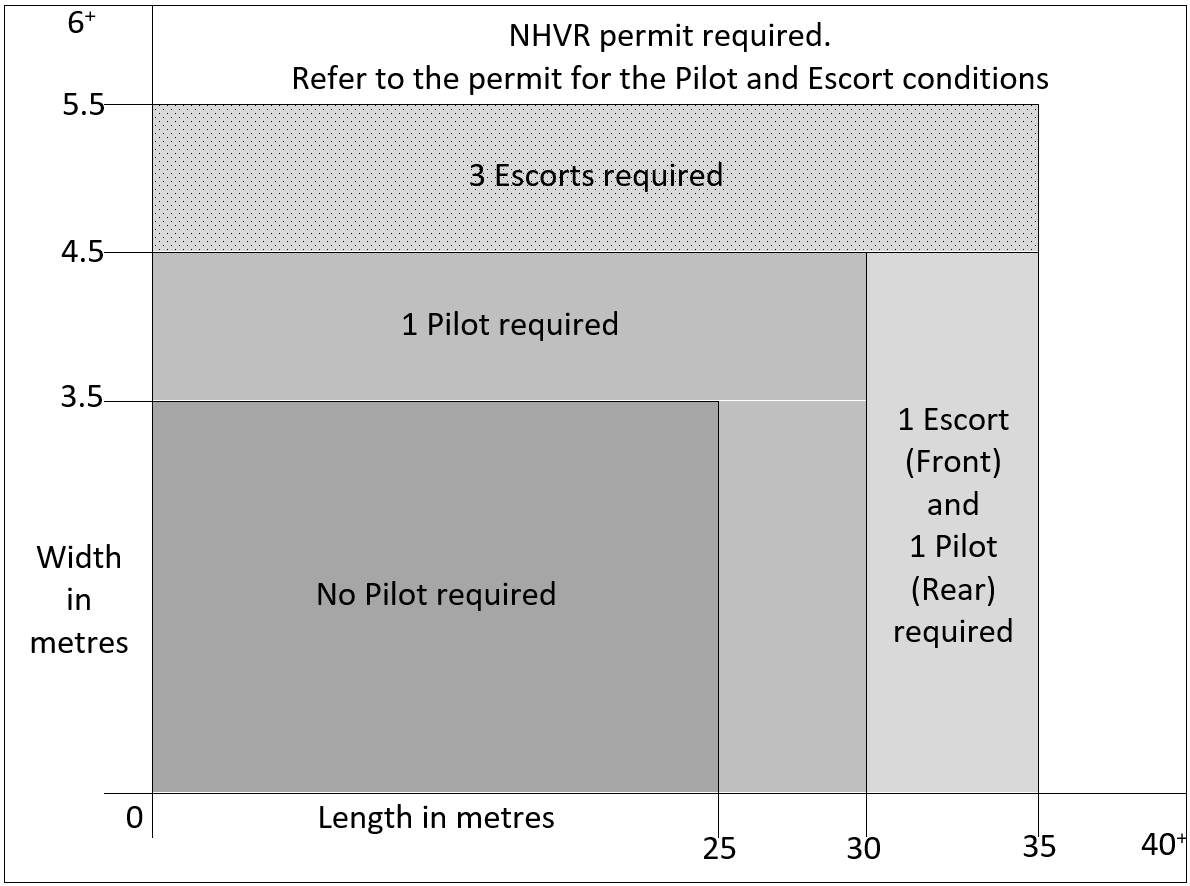 6+
NHVR permit required.
Refer to the permit for the Pilot and Escort conditions
5.5
3 Escorts required
4.5
1 Pilot required
3.5
1 Escort
(Front)
and
1 Pilot
(Rear)
required
Width
in
metres
No Pilot required
0
Length in metres
25
30
35
40+